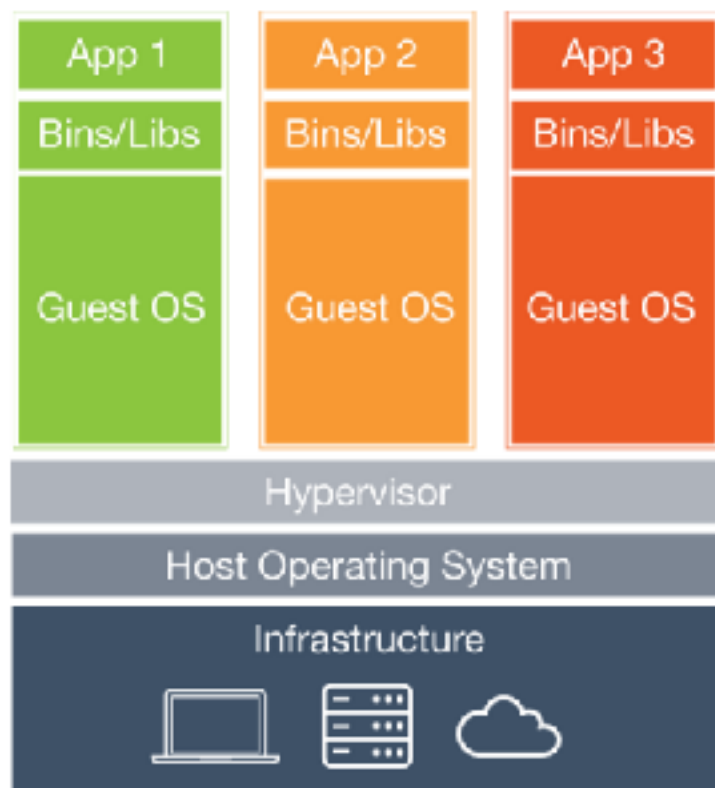 App 1
App 2
App 3
Bins/Libs
Bins/Libs
Bins/Libs
Guest OS
Guest OS
Guest OS
Hypervisor
Host Operating System
Infrastructure